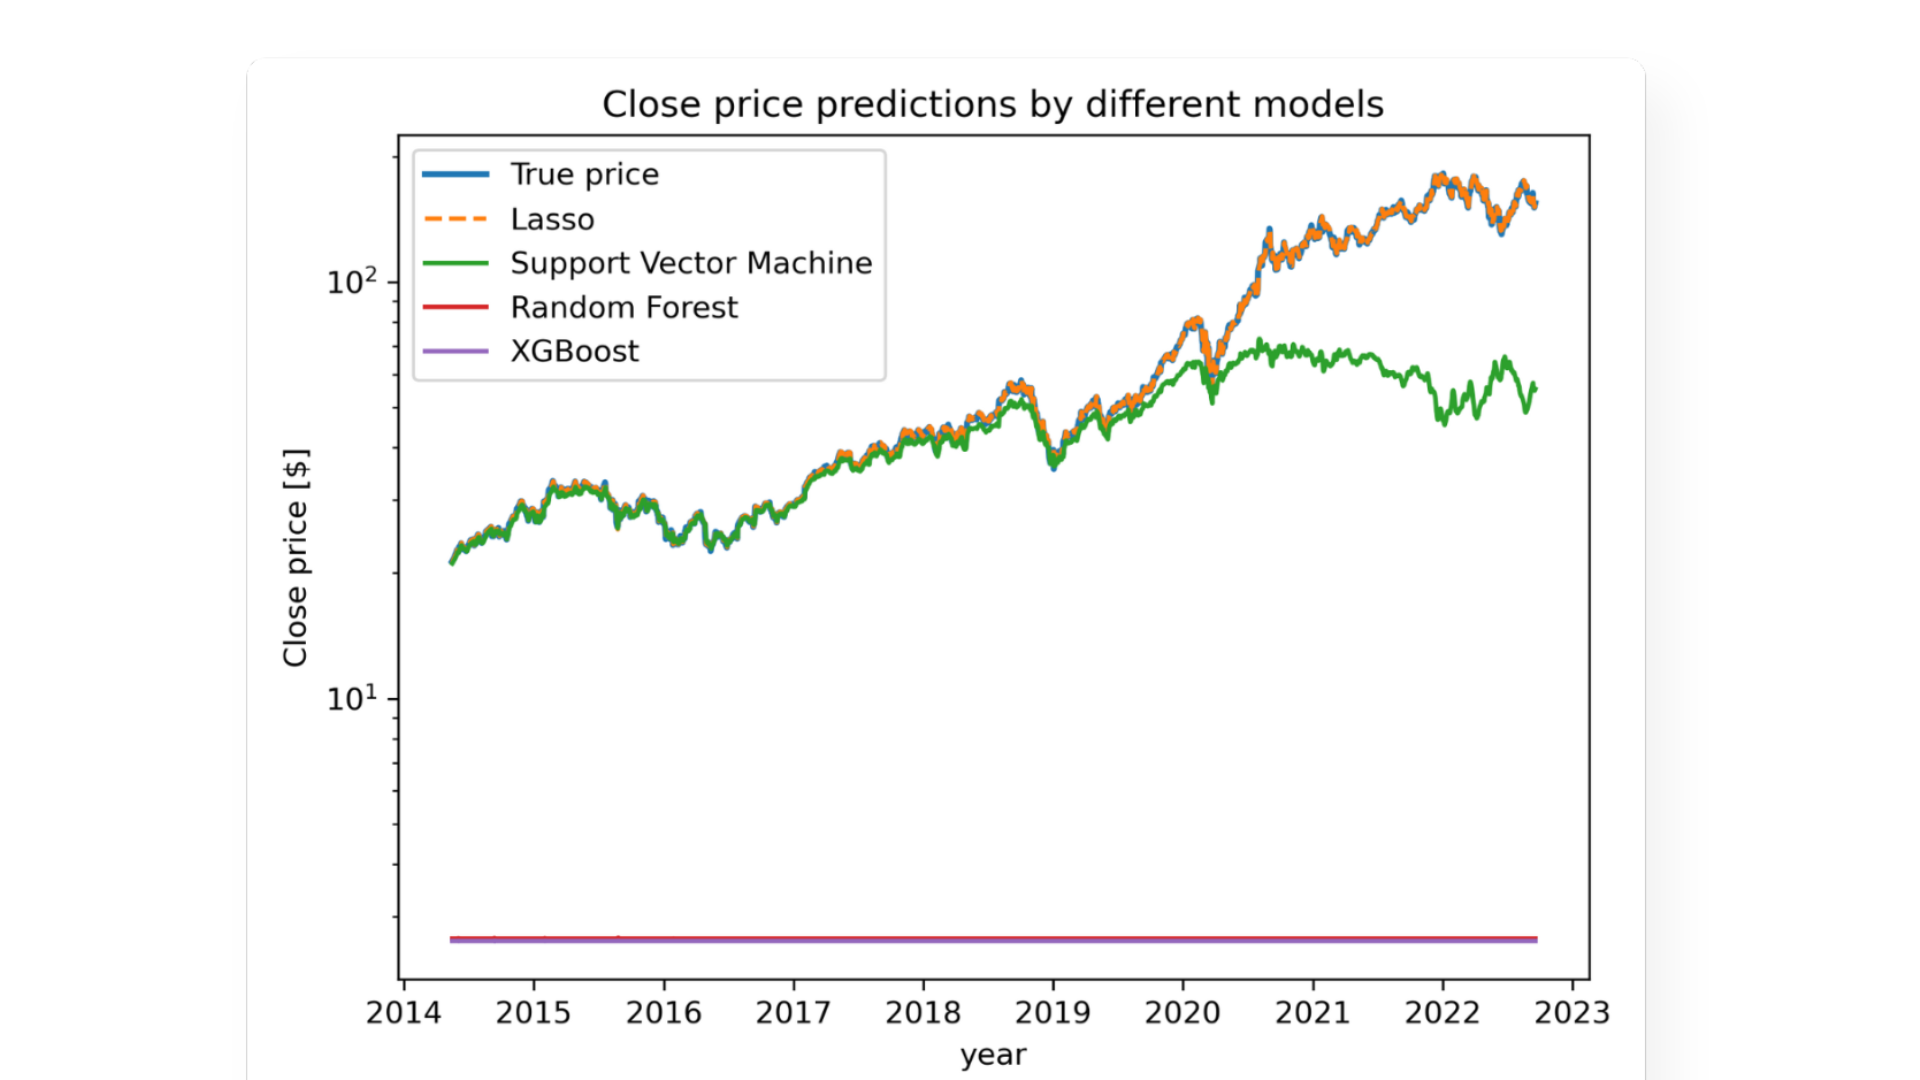 Close price predictions by different models
True price
Lasso
Support Vector Machine
Random Forest
XGBoost
10²
10¹
Close price [$]
2014 2015 2016 2017 2018 2019 2020 2021 2022 2023
year